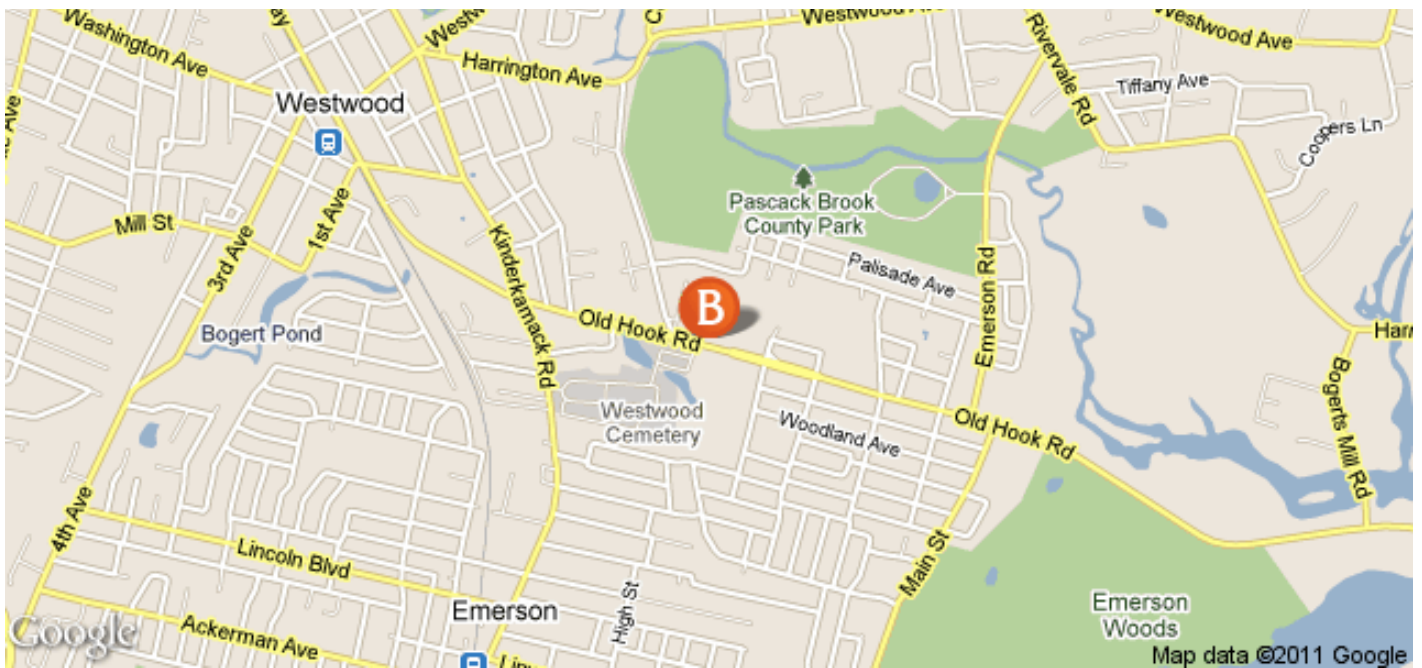 Westwood Ave
Westwood Ave
Washington Ave
Harrington Ave
Rivervale Rd
Tiffany Ave
Coopers Ln
Westwood
Pascack Brook
County Park
Mill St
1st Ave
3rd Ave
Kinderkamack Rd
Palisade Ave
Emerson Rd
B
Old Hook Rd
Bogert Pond
Bogerts Mill Rd
Westwood
Cemetery
Woodland Ave
Old Hook Rd
4th Ave
Lincoln Blvd
Main St
High St
Emerson
Emerson
Woods
Ackerman Ave
Google
Map data ©2011 Google